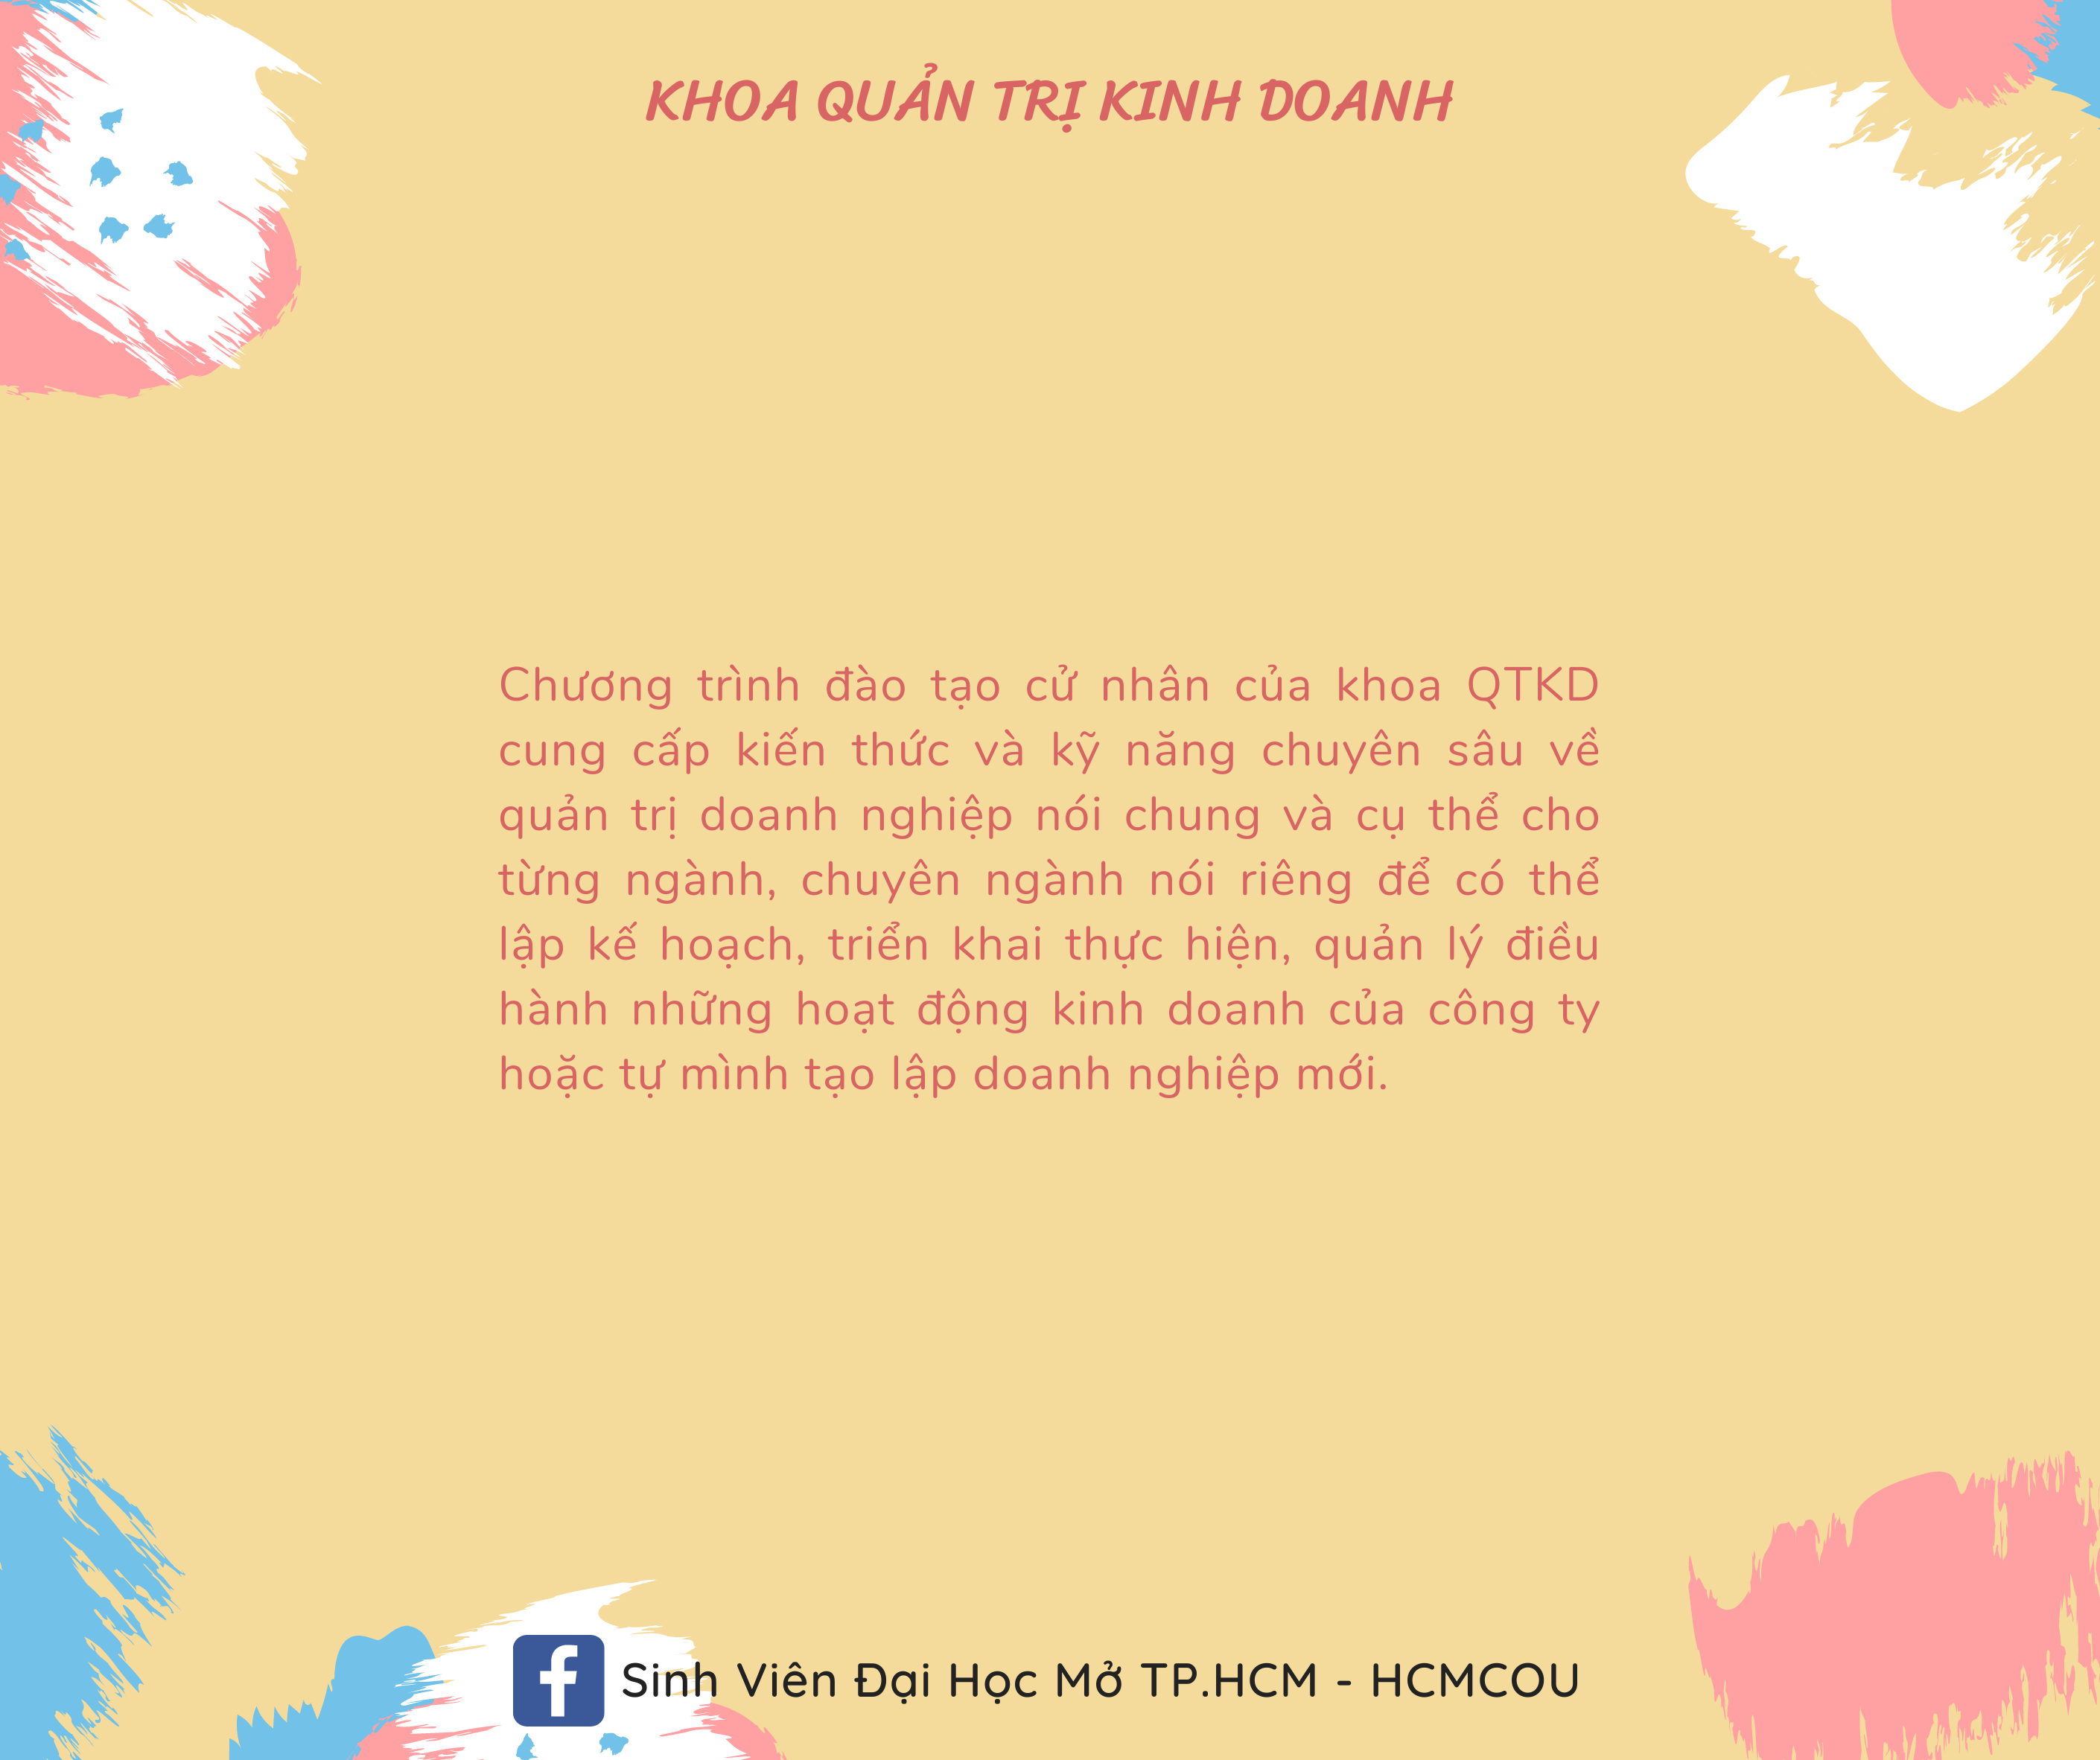 KHOA QUẢN TRỊ KINH DOANH
Chương trình đào tạo cử nhân của khoa QTKD
cung cấp kiến thức và kỹ năng chuyên sâu về
quản trị doanh nghiệp nói chung và cụ thể cho
từng ngành, chuyên ngành nói riêng để có thể
lập kế hoạch, triển khai thực hiện, quản lý điều
hành những hoạt động kinh doanh của công ty
hoặc tự mình tạo lập doanh nghiệp mới.
Sinh Viên Đại Học Mở TP.HCM - HCMCOU